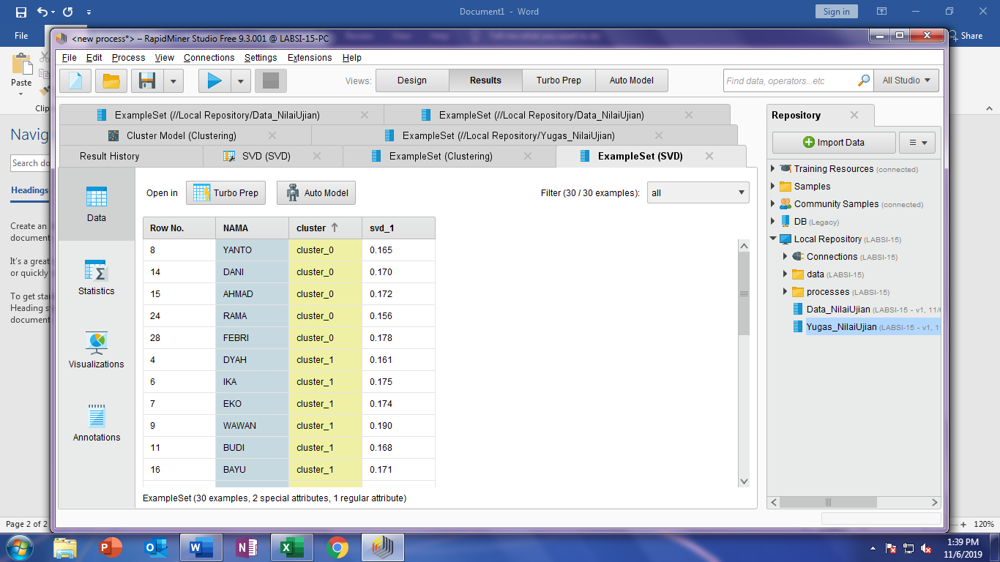 Document1 - Word
Sign in
File
Share
<new process*> – RapidMiner Studio Free 9.3.001 @ LABSI-15-PC
File Edit Process View Connections Settings Extensions Help
Views: Design Results Turbo Prep Auto Model
Find data, operators...etc
All Studio
Paste
Clip
ExampleSet (//Local Repository/Data_NilaiUjian)
ExampleSet (//Local Repository/Data_NilaiUjian)
Cluster Model (Clustering)
ExampleSet (//Local Repository/Yugas_NilaiUjian)
Result History
SVD (SVD)
ExampleSet (Clustering)
ExampleSet (SVD)
Navig
Search do
Headings
Create an
document
It's a great
or quickly
To get star
Heading st
document
Data
Statistics
Visualizations
Annotations
Open in Turbo Prep Auto Model
Filter (30 / 30 examples): all
Row No. NAMA cluster svd_1
8 YANTO cluster_0 0.165
14 DANI cluster_0 0.170
15 AHMAD cluster_0 0.172
24 RAMA cluster_0 0.156
28 FEBRI cluster_0 0.178
4 DYAH cluster_1 0.161
6 IKA cluster_1 0.175
7 EKO cluster_1 0.174
9 WAWAN cluster_1 0.190
11 BUDI cluster_1 0.168
16 BAYU cluster_1 0.171
ExampleSet (30 examples, 2 special attributes, 1 regular attribute)
Repository
Import Data
Training Resources (connected)
Samples
Community Samples (connected)
DB (Legacy)
Local Repository (LABSI-15)
Connections (LABSI-15)
data (LABSI-15)
processes (LABSI-15)
Data_NilaiUjian (LABSI-15 - v1, 11/6
Yugas_NilaiUjian (LABSI-15 - v1, 11
Page 2 of 2
120%
1:39 PM
11/6/2019